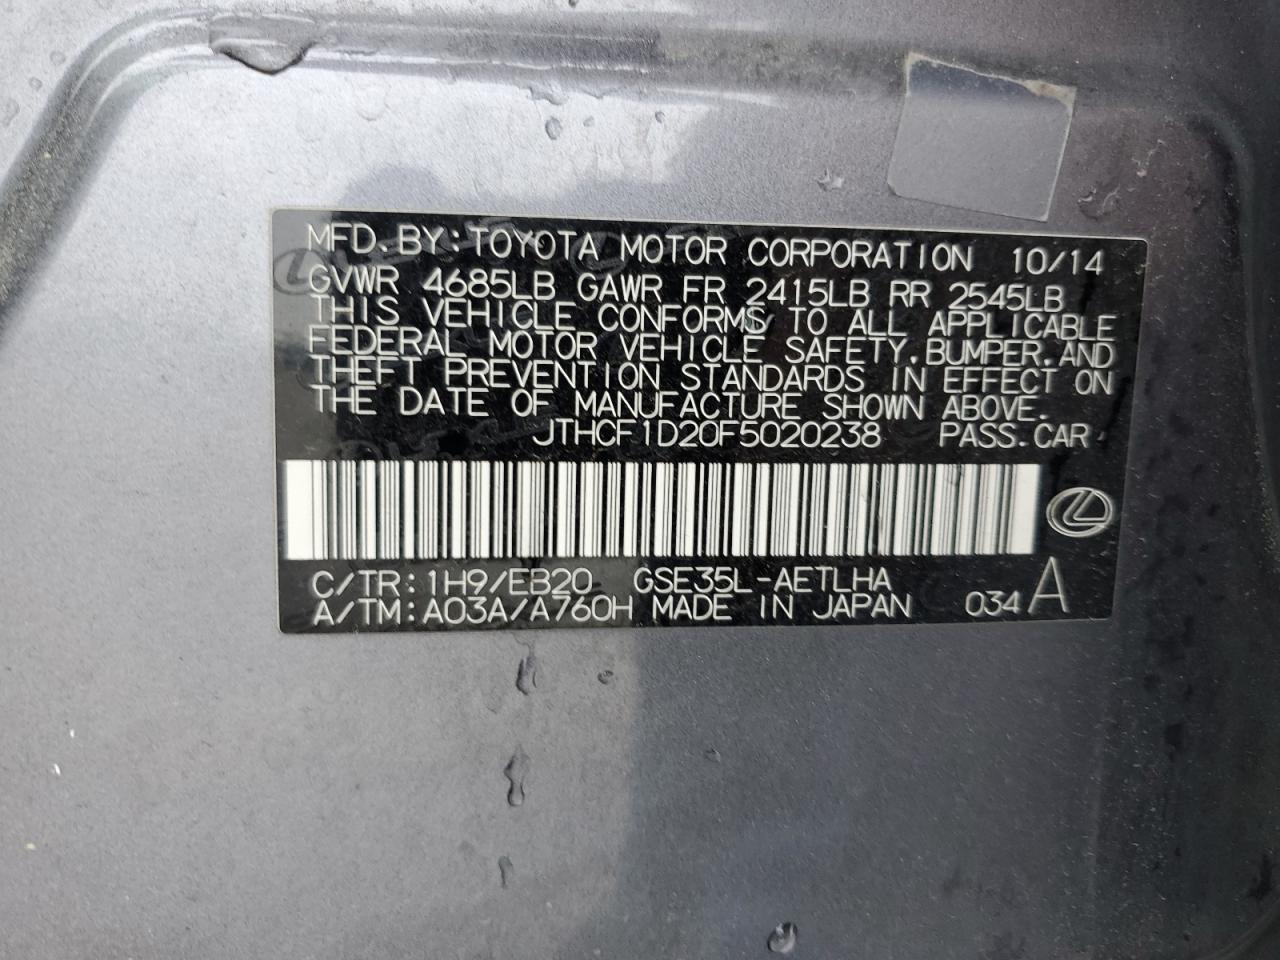 MFD.BY:TOYOTA MOTOR CORPORATION 10/14
GVWR 4685LB GAWR FR 2415LB RR 2545LB
THIS VEHICLE CONFORMS TO ALL APPLICABLE
FEDERAL MOTOR VEHICLE SAFETY,BUMPER,AND
THEFT PREVENTION STANDARDS IN EFFECT ON
THE DATE OF MANUFACTURE SHOWN ABOVE.
JTHCF1D20F5020238 PASS.CAR
C/TR:1H9/EB20 GSE35L-AETLHA
A/TM:A03A/A760H MADE IN JAPAN 034 A